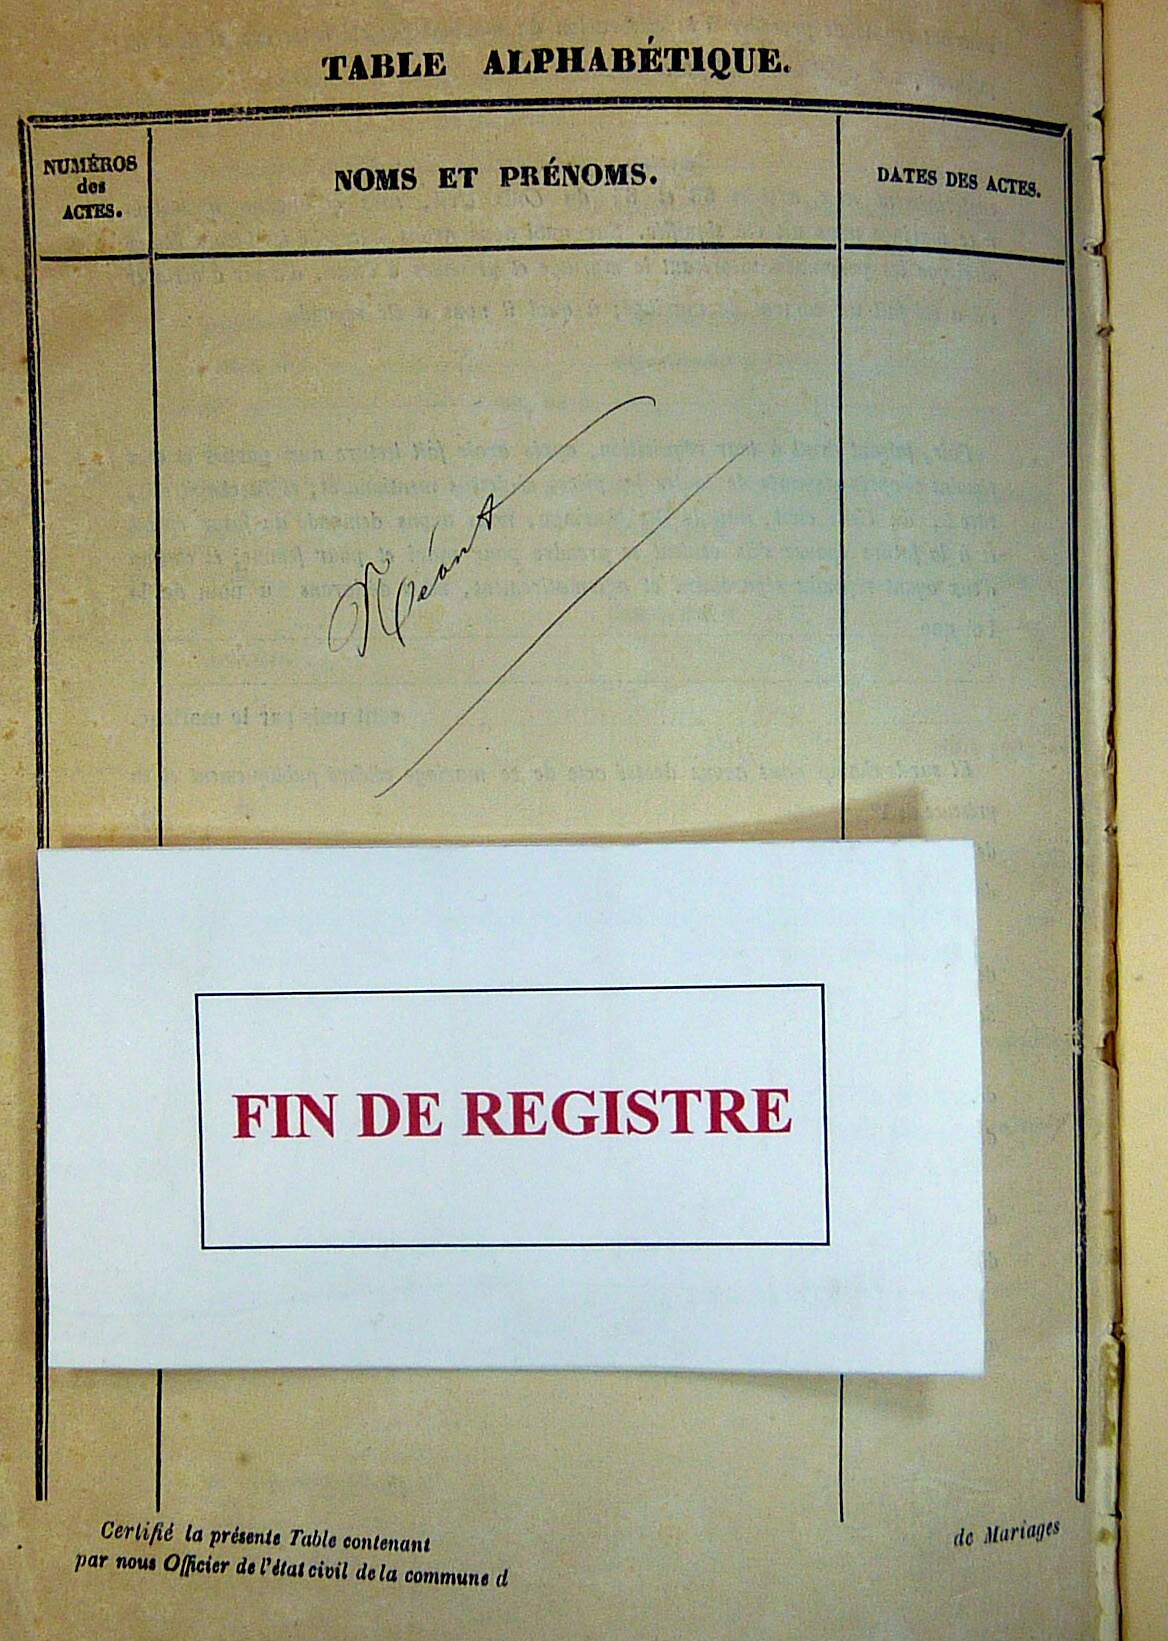 TABLE ALPHABÉTIQUE.
NUMÉROS
des
ACTES.
NOMS ET PRÉNOMS.
DATES DES ACTES.
Néant
FIN DE REGISTRE
Certifié la présente Table contenant de Mariages
par nous Officier de l'état civil de la commune d